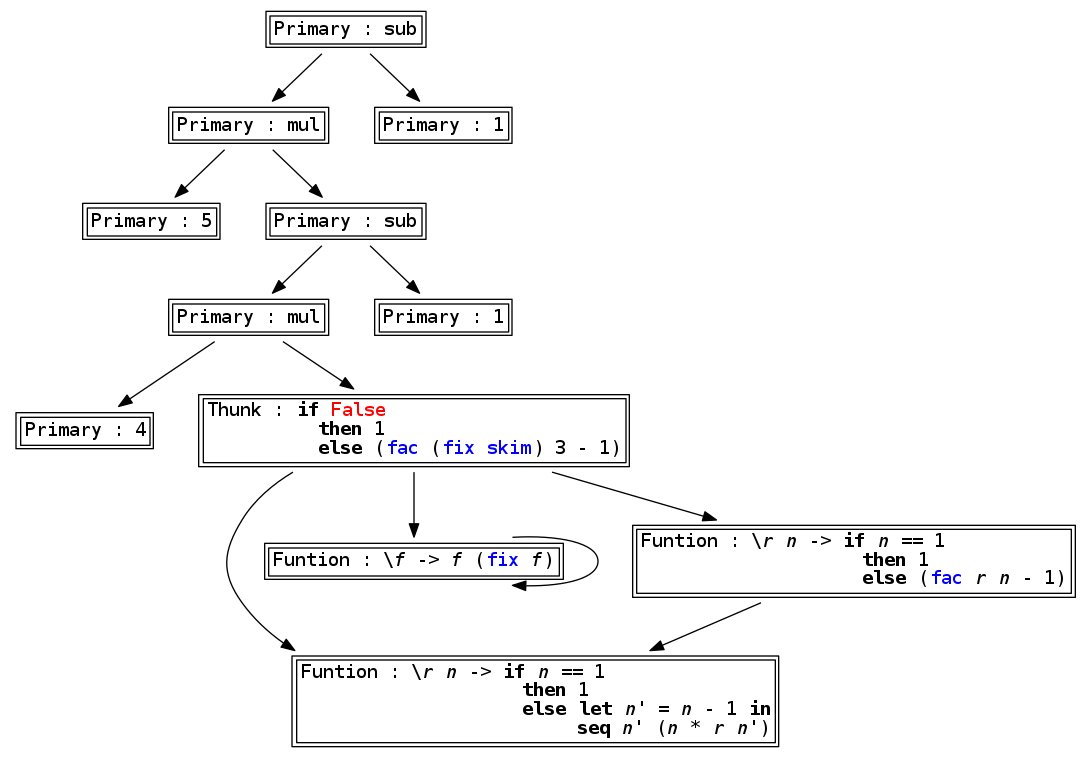 Primary : sub
Primary : mul
Primary : 1
Primary : 5
Primary : sub
Primary : mul
Primary : 1
Primary : 4
Thunk : if False
then 1
else (fac (fix skim) 3 - 1)
Funtion : \f -> f (fix f)
Funtion : \r n -> if n == 1
then 1
else (fac r n - 1)
Funtion : \r n -> if n == 1
then 1
else let n' = n - 1 in
seq n' (n * r n')